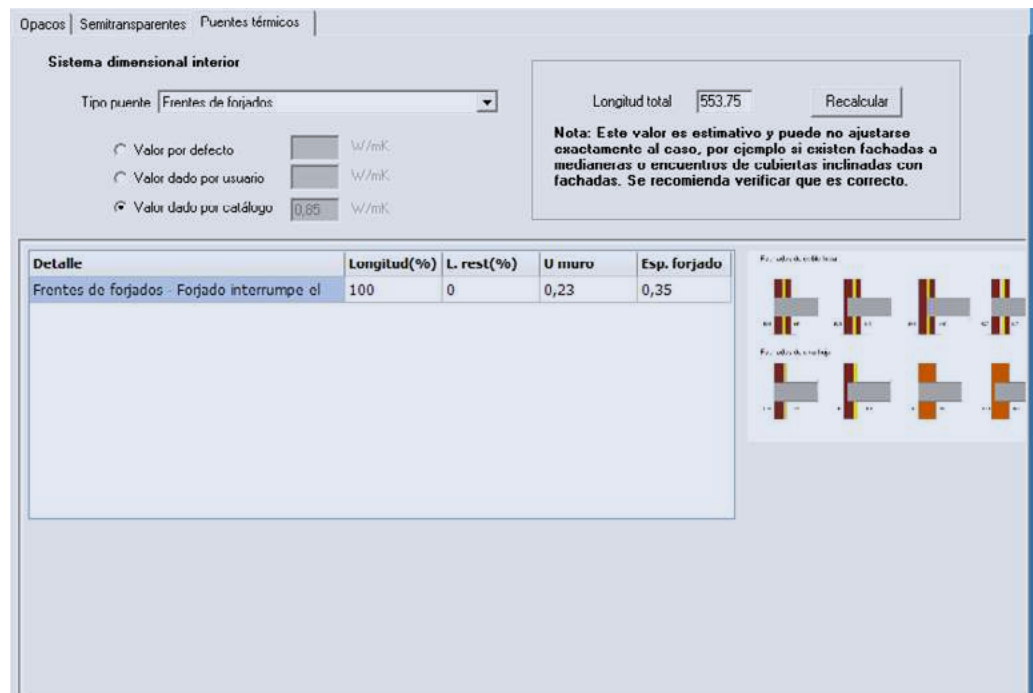 Opacos Semitransparentes Puentes térmicos
Sistema dimensional interior
Tipo puente Frentes de forjados
Longitud total 553.75 Recalcular
Nota: Este valor es estimativo y puede no ajustarse
exactamente al caso, por ejemplo si existen fachadas a
medianeras o encuentros de cubiertas inclinadas con
fachadas. Se recomienda verificar que es correcto.
Valor por defecto W/mK
Valor dado por usuario W/mK
Valor dado por catálogo 0,85 W/mK
Detalle Longitud(%) L. rest(%) U muro Esp. forjado
Frentes de forjados - Forjado interrumpe el 100 0 0,23 0,35